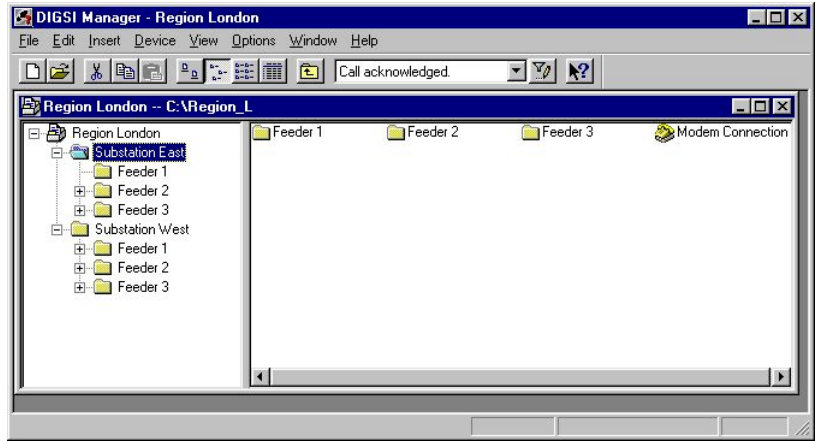 DIGSI Manager - Region London
File Edit Insert Device View Options Window Help
Call acknowledged.
Region London -- C:\Region_L
Region London
Substation East
Feeder 1
Feeder 2
Feeder 3
Substation West
Feeder 1
Feeder 2
Feeder 3
Feeder 1 Feeder 2 Feeder 3 Modem Connection